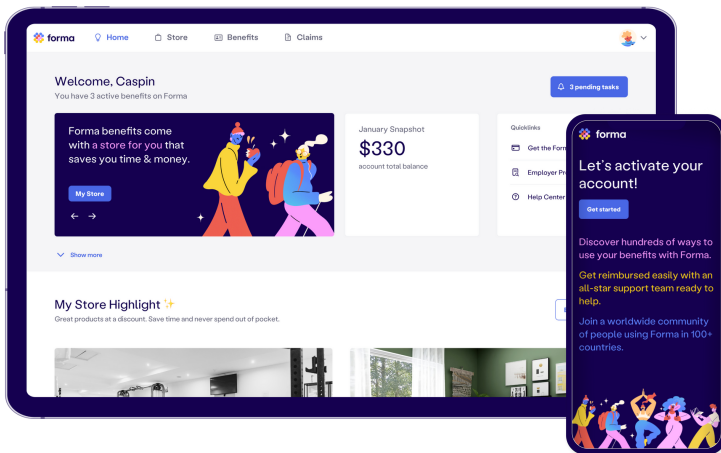 forma
Home
Store
Benefits
Claims
Welcome, Caspin
You have 3 active benefits on Forma
3 pending tasks
Forma benefits come
with a store for you that
saves you time & money.
My Store
January Snapshot
$330
account total balance
Quicklinks
Get the Form
Employer Pr
Help Center
Show more
My Store Highlight
Great products at a discount. Save time and never spend out of pocket.
forma
Let's activate your
account!
Get started
Discover hundreds of ways to
use your benefits with Forma.
Get reimbursed easily with an
all-star support team ready to
help.
Join a worldwide community
of people using Forma in 100+
countries.